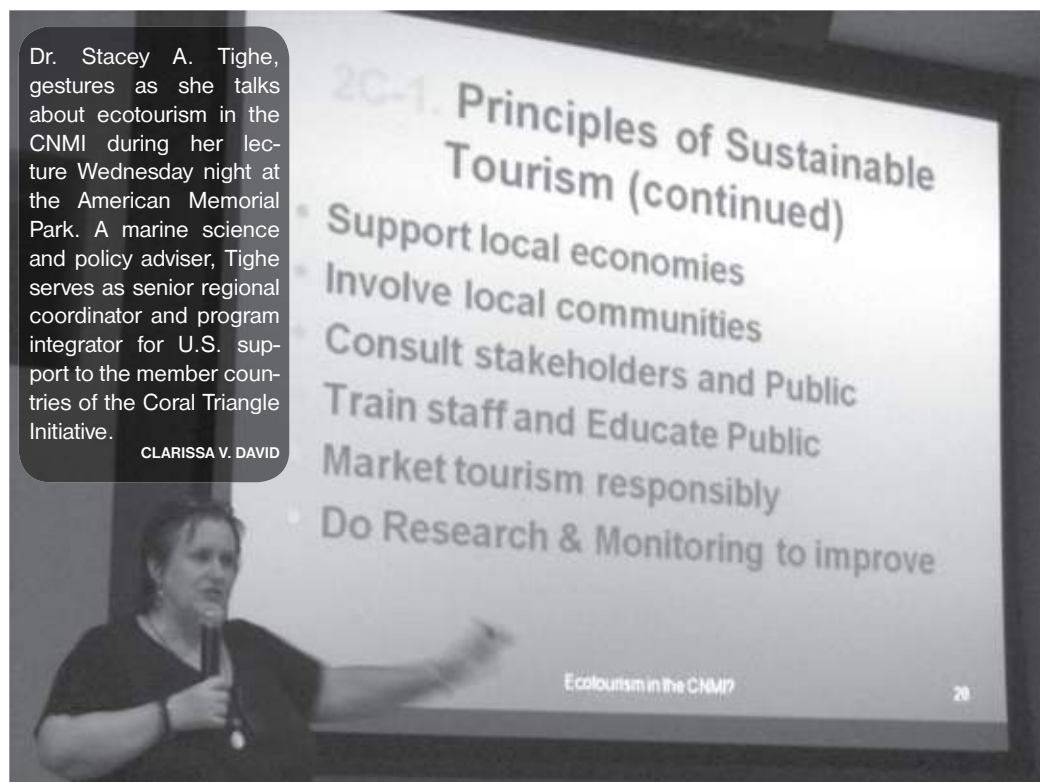 Dr. Stacey A. Tighe,
gestures as she talks
about ecotourism in the
CNMI during her lec-
ture Wednesday night at
the American Memorial
Park. A marine science
and policy adviser, Tighe
serves as senior regional
coordinator and program
integrator for U.S. sup-
port to the member coun-
tries of the Coral Triangle
Initiative.
CLARISSA V. DAVID
2C-1. Principles of Sustainable
Tourism (continued)
• Support local economies
• Involve local communities
• Consult stakeholders and Public
• Train staff and Educate Public
• Market tourism responsibly
• Do Research & Monitoring to improve
Ecotourism in the CNMI?
20